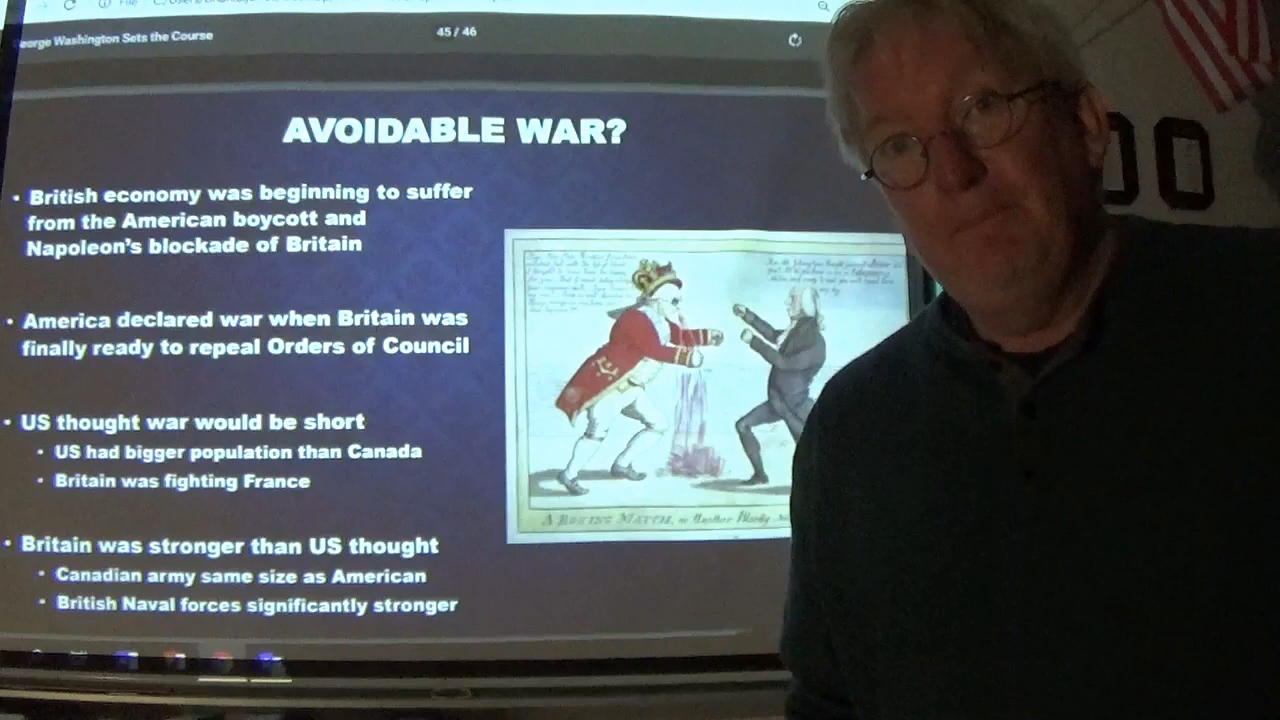 File
eorge Washington Sets the Course
45 / 46
AVOIDABLE WAR?
• British economy was beginning to suffer
from the American boycott and
Napoleon's blockade of Britain
• America declared war when Britain was
finally ready to repeal Orders of Council
• US thought war would be short
• US had bigger population than Canada
• Britain was fighting France
• Britain was stronger than US thought
• Canadian army same size as American
• British Naval forces significantly stronger
A BOXING MATCH, or Another Bloody
00